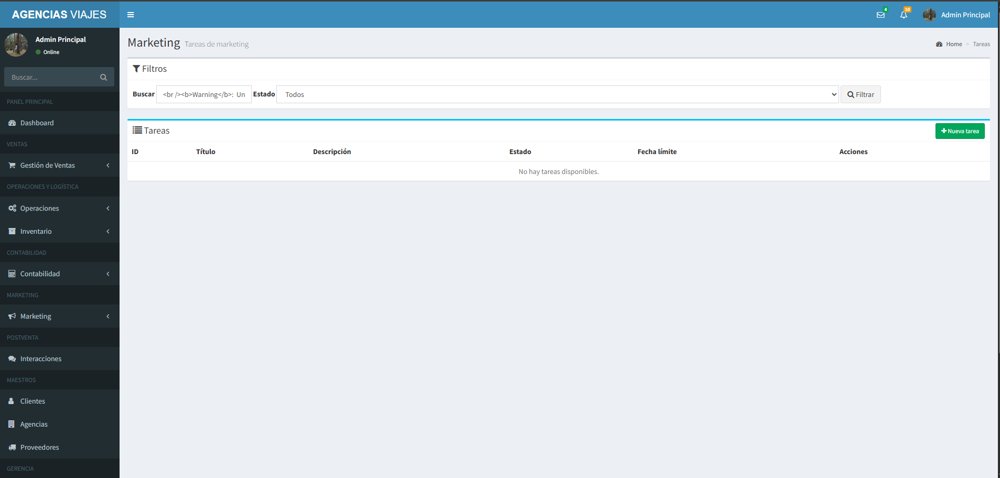 AGENCIAS VIAJES
4
10
Admin Principal
Admin Principal
Online
Buscar...
PANEL PRINCIPAL
Dashboard
VENTAS
Gestión de Ventas
OPERACIONES Y LOGÍSTICA
Operaciones
Inventario
CONTABILIDAD
Contabilidad
MARKETING
Marketing
POSTVENTA
Interacciones
MAESTROS
Clientes
Agencias
Proveedores
GERENCIA
Marketing Tareas de marketing
Home > Tareas
Filtros
Buscar <br /><b>Warning</b>: Un Estado Todos Filtrar
Tareas
Nueva tarea
ID Título Descripción Estado Fecha límite Acciones
No hay tareas disponibles.